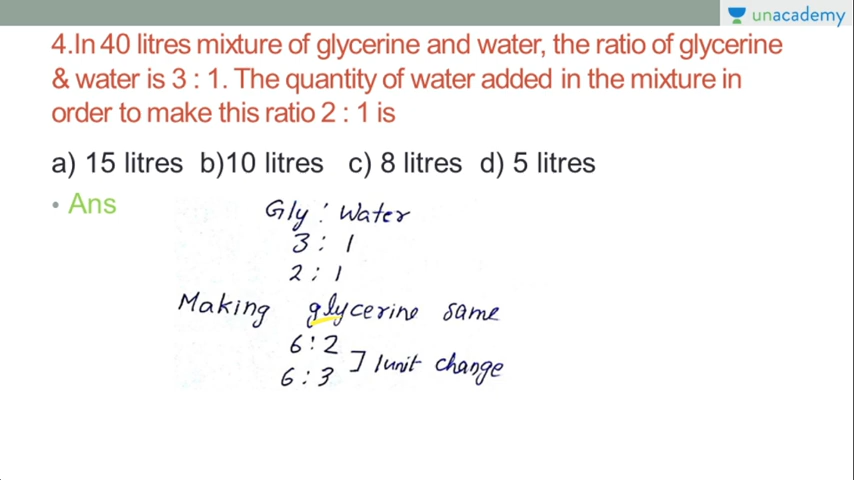 unacademy
4.In 40 litres mixture of glycerine and water, the ratio of glycerine
& water is 3 : 1. The quantity of water added in the mixture in
order to make this ratio 2 : 1 is
a) 15 litres b)10 litres c) 8 litres d) 5 litres
• Ans
Gly : Water
3 : 1
2 : 1
Making glycerine same
6 : 2
6 : 3 ] 1unit change